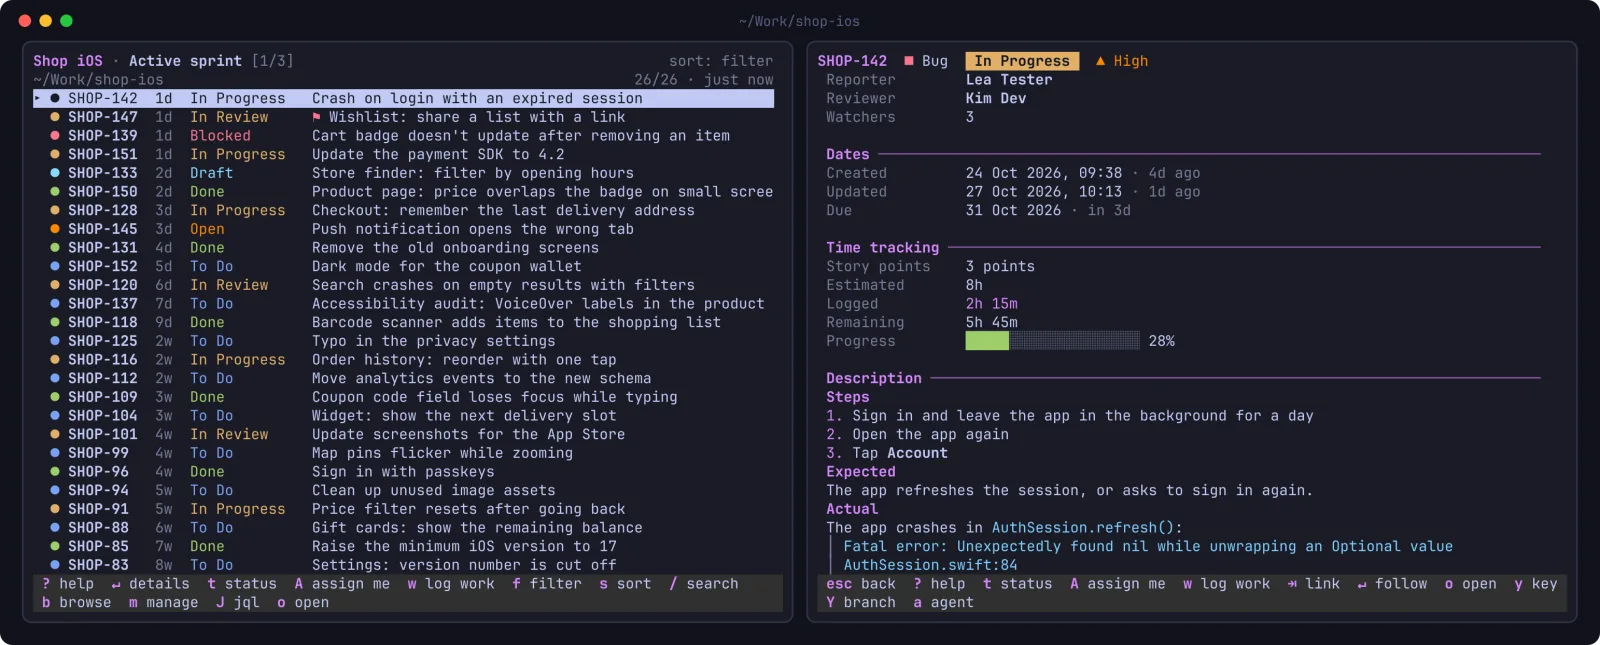 ~/Work/shop-ios
Shop iOS · Active sprint [1/3] sort: filter
~/Work/shop-ios 26/26 · just now
▸ ● SHOP-142 1d In Progress Crash on login with an expired session
● SHOP-147 1d In Review ⚑ Wishlist: share a list with a link
● SHOP-139 1d Blocked Cart badge doesn't update after removing an item
● SHOP-151 1d In Progress Update the payment SDK to 4.2
● SHOP-133 2d Draft Store finder: filter by opening hours
● SHOP-150 2d Done Product page: price overlaps the badge on small scree
● SHOP-128 3d In Progress Checkout: remember the last delivery address
● SHOP-145 3d Open Push notification opens the wrong tab
● SHOP-131 4d Done Remove the old onboarding screens
● SHOP-152 5d To Do Dark mode for the coupon wallet
● SHOP-120 6d In Review Search crashes on empty results with filters
● SHOP-137 7d To Do Accessibility audit: VoiceOver labels in the product
● SHOP-118 9d Done Barcode scanner adds items to the shopping list
● SHOP-125 2w To Do Typo in the privacy settings
● SHOP-116 2w In Progress Order history: reorder with one tap
● SHOP-112 2w To Do Move analytics events to the new schema
● SHOP-109 3w Done Coupon code field loses focus while typing
● SHOP-104 3w To Do Widget: show the next delivery slot
● SHOP-101 4w In Review Update screenshots for the App Store
● SHOP-99 4w To Do Map pins flicker while zooming
● SHOP-96 4w Done Sign in with passkeys
● SHOP-94 5w To Do Clean up unused image assets
● SHOP-91 5w In Progress Price filter resets after going back
● SHOP-88 6w To Do Gift cards: show the remaining balance
● SHOP-85 7w Done Raise the minimum iOS version to 17
● SHOP-83 8w To Do Settings: version number is cut off
? help ↵ details t status A assign me w log work f filter s sort / search
b browse m manage J jql o open
SHOP-142 ■ Bug In Progress ▲ High
Reporter Lea Tester
Reviewer Kim Dev
Watchers 3
Dates
Created 24 Oct 2026, 09:38 · 4d ago
Updated 27 Oct 2026, 10:13 · 1d ago
Due 31 Oct 2026 · in 3d
Time tracking
Story points 3 points
Estimated 8h
Logged 2h 15m
Remaining 5h 45m
Progress 28%
Description
Steps
1. Sign in and leave the app in the background for a day
2. Open the app again
3. Tap Account
Expected
The app refreshes the session, or asks to sign in again.
Actual
The app crashes in AuthSession.refresh():
Fatal error: Unexpectedly found nil while unwrapping an Optional value
AuthSession.swift:84
esc back ? help t status A assign me w log work ⇥ link ↵ follow o open y key
Y branch a agent